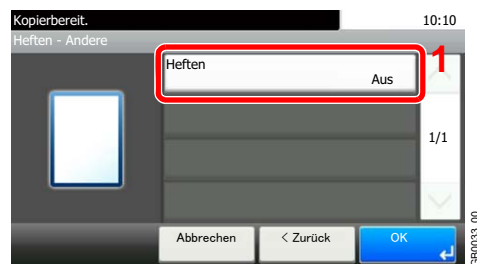 Kopierbereit. 10:10
Heften - Andere
Heften
Aus
1
1/1
Abbrechen < Zurück OK
GB0033_00